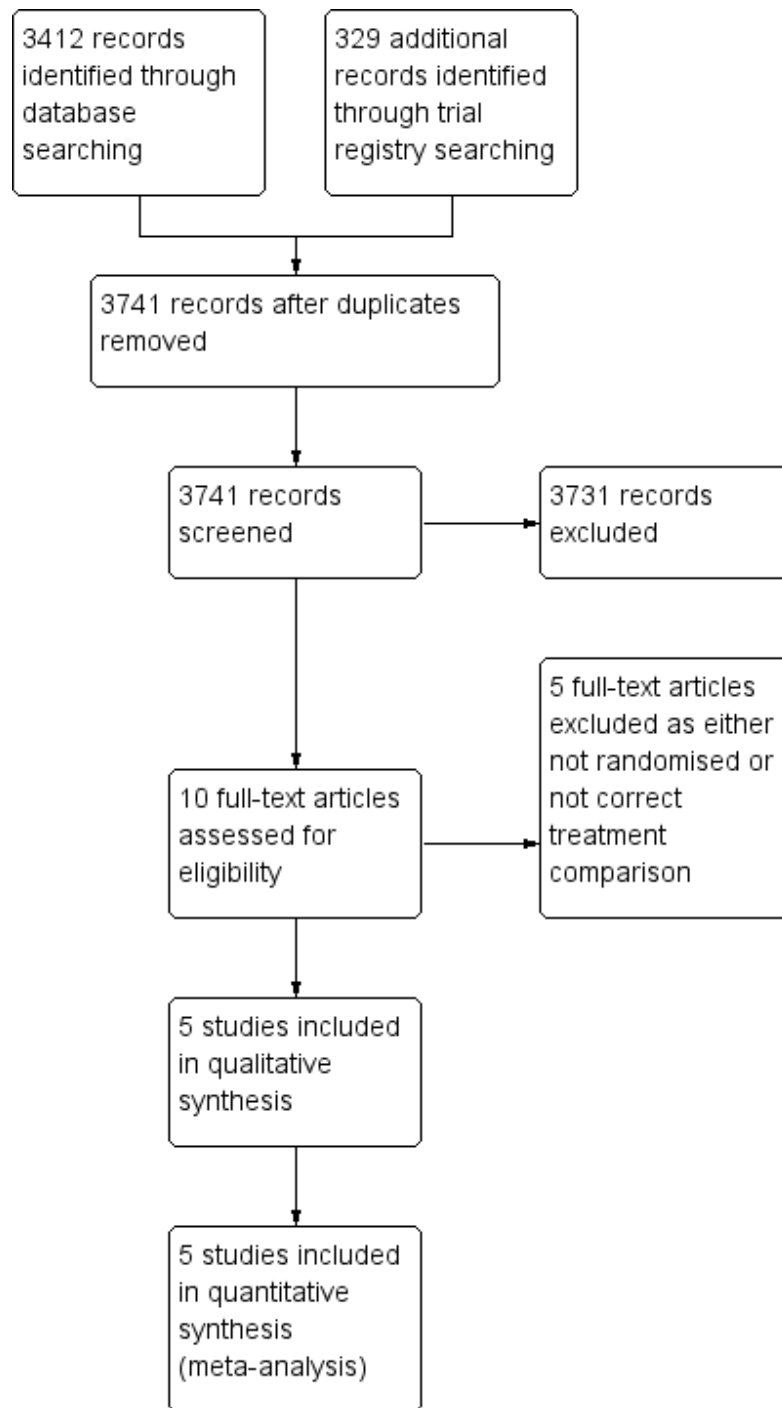 3412 records
identified through
database
searching
329 additional
records identified
through trial
registry searching
3741 records after duplicates
removed
3741 records
screened
3731 records
excluded
10 full-text articles
assessed for
eligibility
5 full-text articles
excluded as either
not randomised or
not correct
treatment
comparison
5 studies included
in qualitative
synthesis
5 studies included
in quantitative
synthesis
(meta-analysis)